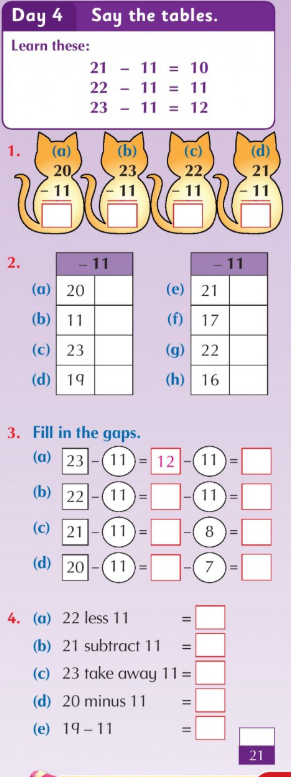 Day 4 Say the tables.
Learn these:
21 – 11 = 10
22 – 11 = 11
23 – 11 = 12
1. (a) (b) (c) (d)
20 23 22 21
– 11 – 11 – 11 – 11
2. – 11 – 11
(a) 20 (e) 21
(b) 11 (f) 17
(c) 23 (g) 22
(d) 19 (h) 16
3. Fill in the gaps.
(a) 23 – 11 = 12 – 11 =
(b) 22 – 11 = – 11 =
(c) 21 – 11 = – 8 =
(d) 20 – 11 = – 7 =
4. (a) 22 less 11 =
(b) 21 subtract 11 =
(c) 23 take away 11 =
(d) 20 minus 11 =
(e) 19 – 11 =
21